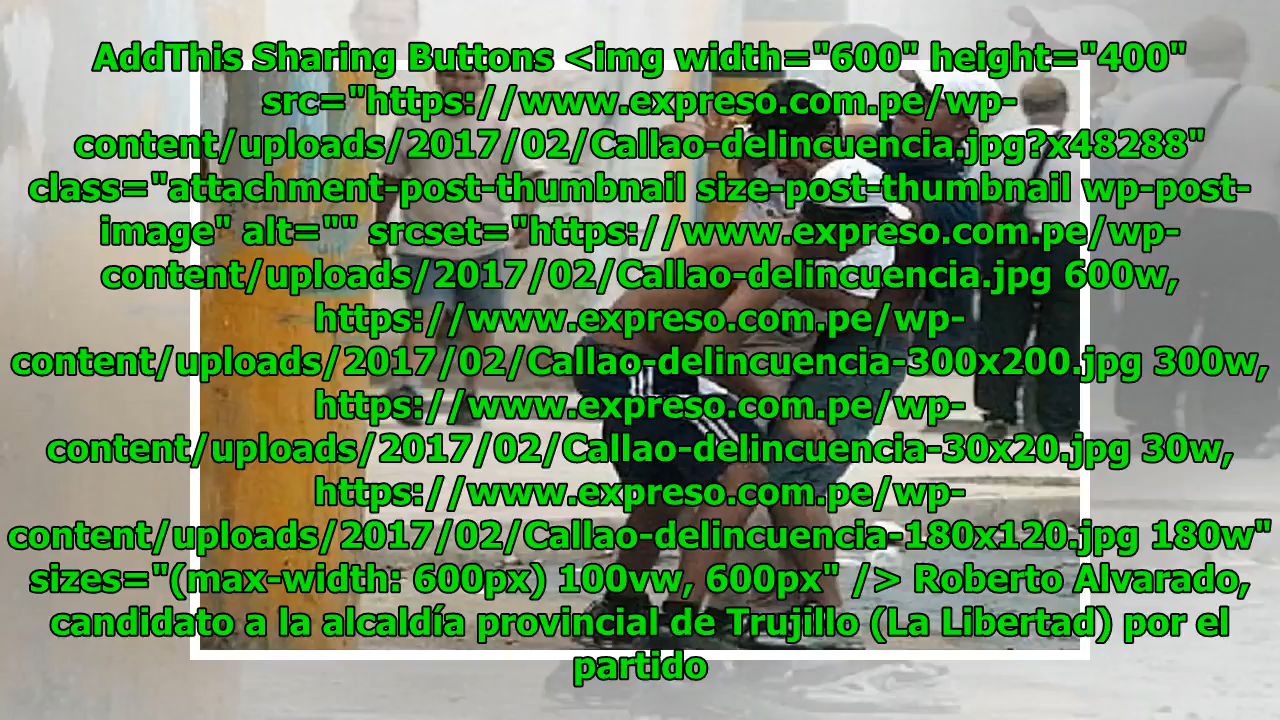 AddThis Sharing Buttons <img width="600" height="400"
src="https://www.expreso.com.pe/wp-
content/uploads/2017/02/Callao-delincuencia.jpg?x48288"
class="attachment-post-thumbnail size-post-thumbnail wp-post-
image" alt="" srcset="https://www.expreso.com.pe/wp-
content/uploads/2017/02/Callao-delincuencia.jpg 600w,
https://www.expreso.com.pe/wp-
content/uploads/2017/02/Callao-delincuencia-300x200.jpg 300w,
https://www.expreso.com.pe/wp-
content/uploads/2017/02/Callao-delincuencia-30x20.jpg 30w,
https://www.expreso.com.pe/wp-
content/uploads/2017/02/Callao-delincuencia-180x120.jpg 180w"
sizes="(max-width: 600px) 100vw, 600px" /> Roberto Alvarado,
candidato a la alcaldía provincial de Trujillo (La Libertad) por el
partido